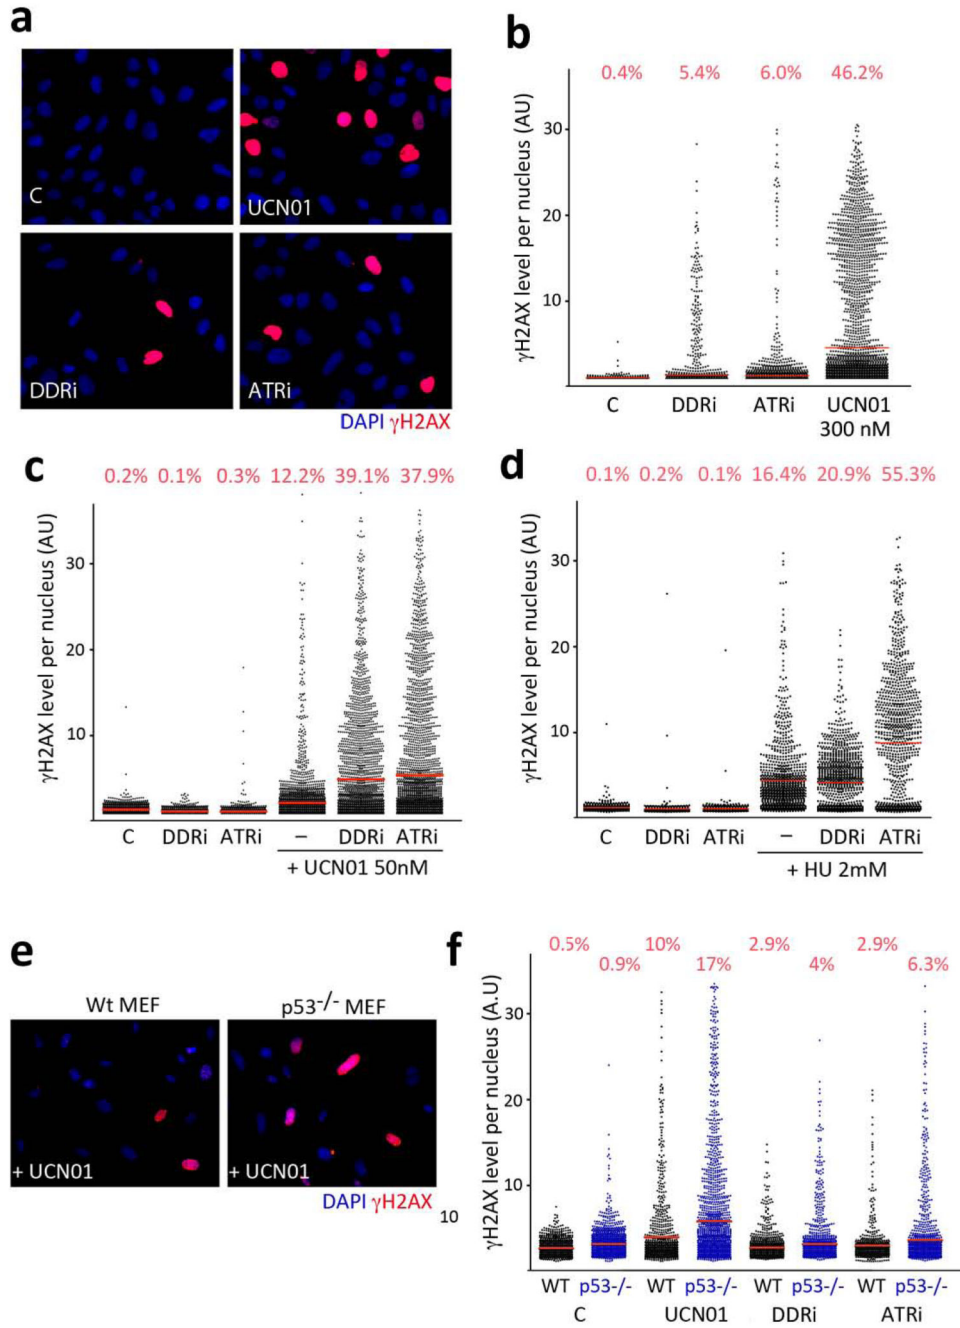 a
C
UCN01
DDRi
ATRi
DAPI γH2AX
b
0.4% 5.4% 6.0% 46.2%
γH2AX level per nucleus (AU)
30
20
10
C DDRi ATRi UCN01
300 nM
c
0.2% 0.1% 0.3% 12.2% 39.1% 37.9%
γH2AX level per nucleus (AU)
30
20
10
C DDRi ATRi – DDRi ATRi
+ UCN01 50nM
d
0.1% 0.2% 0.1% 16.4% 20.9% 55.3%
γH2AX level per nucleus (AU)
30
20
10
C DDRi ATRi – DDRi ATRi
+ HU 2mM
e
Wt MEF p53-/- MEF
+ UCN01 + UCN01
DAPI γH2AX
10
f
0.5% 10% 2.9% 2.9%
0.9% 17% 4% 6.3%
γH2AX level per nucleus (A.U)
30
20
10
WT p53-/- WT p53-/- WT p53-/- WT p53-/-
C UCN01 DDRi ATRi